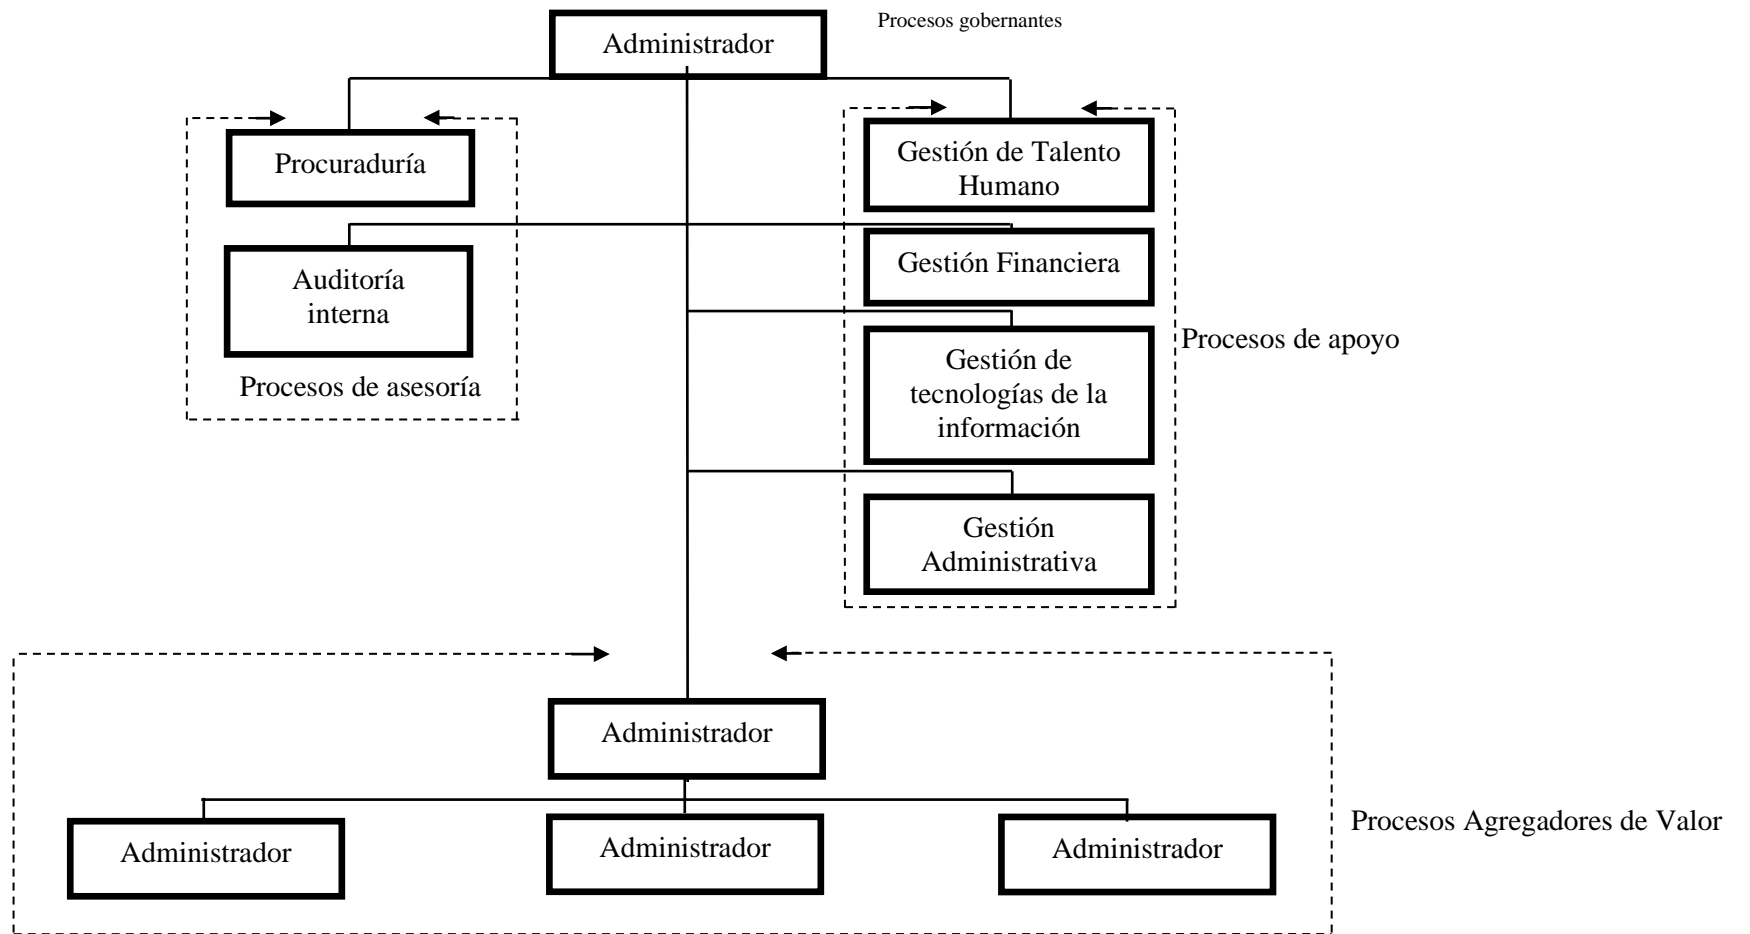 Procesos gobernantes
Administrador
Procuraduría
Gestión de Talento
Humano
Auditoría
interna
Gestión Financiera
Procesos de asesoría
Procesos de apoyo
Gestión de
tecnologías de la
información
Gestión
Administrativa
Administrador
Administrador
Administrador
Administrador
Procesos Agregadores de Valor